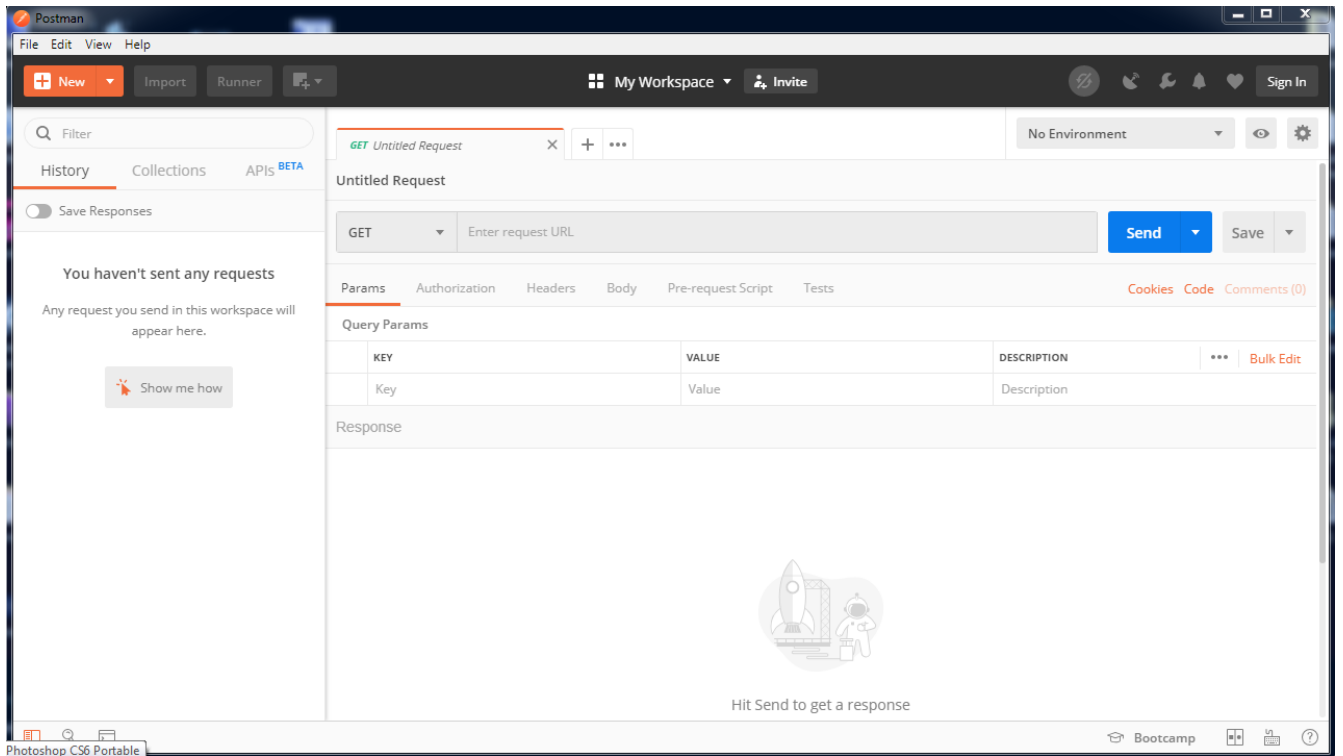 Postman
File Edit View Help
New Import Runner My Workspace Invite Sign In
Filter
GET Untitled Request
No Environment
History Collections APIs BETA
Untitled Request
Save Responses
GET Enter request URL Send Save
You haven't sent any requests
Any request you send in this workspace will
appear here.
Show me how
Params Authorization Headers Body Pre-request Script Tests Cookies Code Comments (0)
Query Params
KEY VALUE DESCRIPTION Bulk Edit
Key Value Description
Response
Hit Send to get a response
Bootcamp
Photoshop CS6 Portable